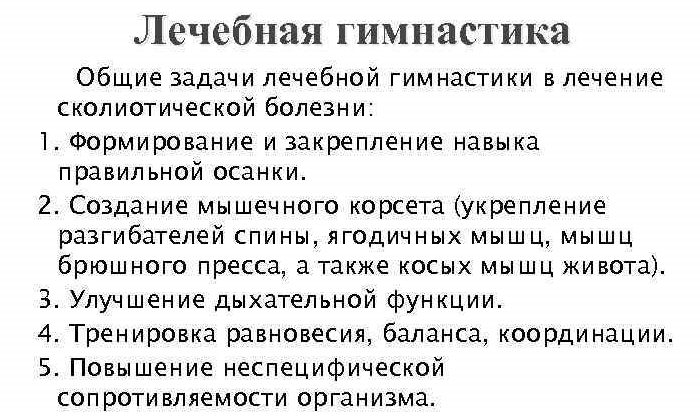 Лечебная гимнастика
Общие задачи лечебной гимнастики в лечение
сколиотической болезни:
1. Формирование и закрепление навыка
правильной осанки.
2. Создание мышечного корсета (укрепление
разгибателей спины, ягодичных мышц, мышц
брюшного пресса, а также косых мышц живота).
3. Улучшение дыхательной функции.
4. Тренировка равновесия, баланса, координации.
5. Повышение неспецифической
сопротивляемости организма.